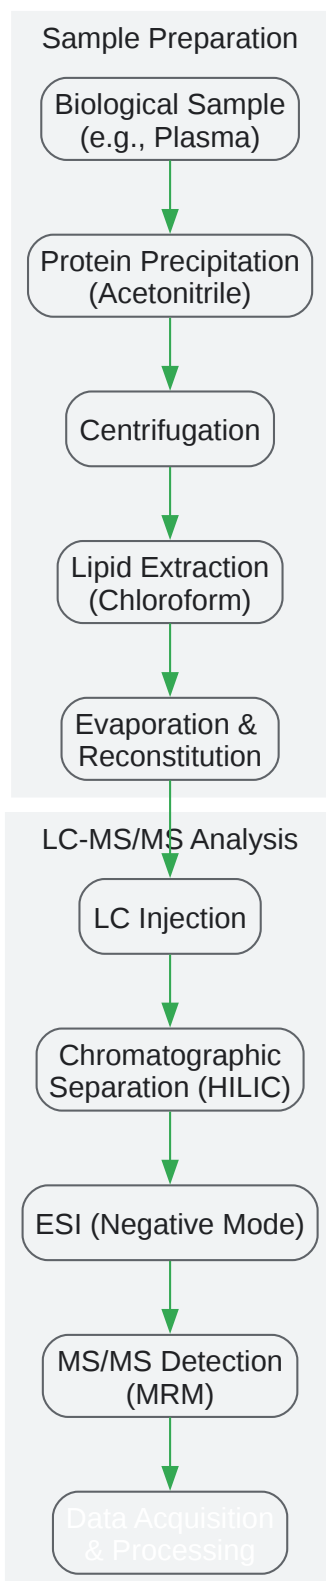 Sample Preparation
Biological Sample
(e.g., Plasma)
Protein Precipitation
(Acetonitrile)
Centrifugation
Lipid Extraction
(Chloroform)
Evaporation &
Reconstitution
LC-MS/MS Analysis
LC Injection
Chromatographic
Separation (HILIC)
ESI (Negative Mode)
MS/MS Detection
(MRM)
Data Acquisition
& Processing